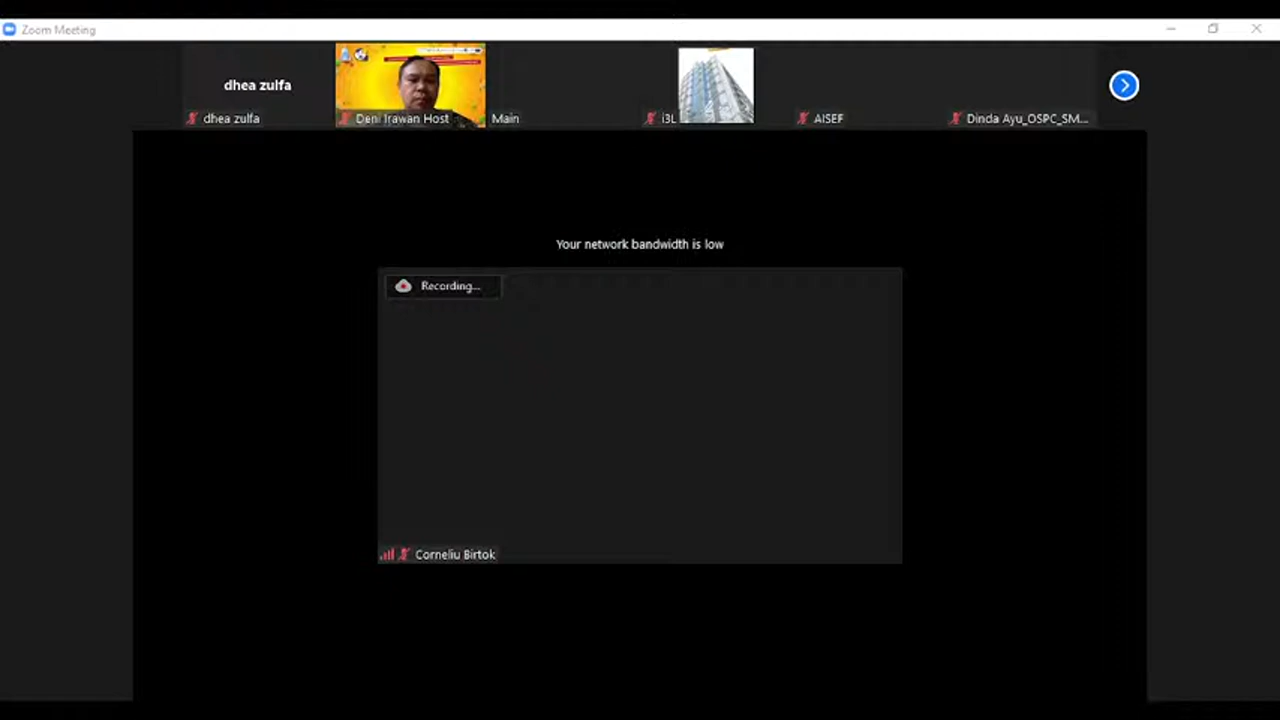 Zoom Meeting
dhea zulfa
dhea zulfa
Deni Irawan Host
Main
i3L
AISEF
Dinda Ayu_OSPC_SM...
Your network bandwidth is low
Recording...
Corneliu Birtok